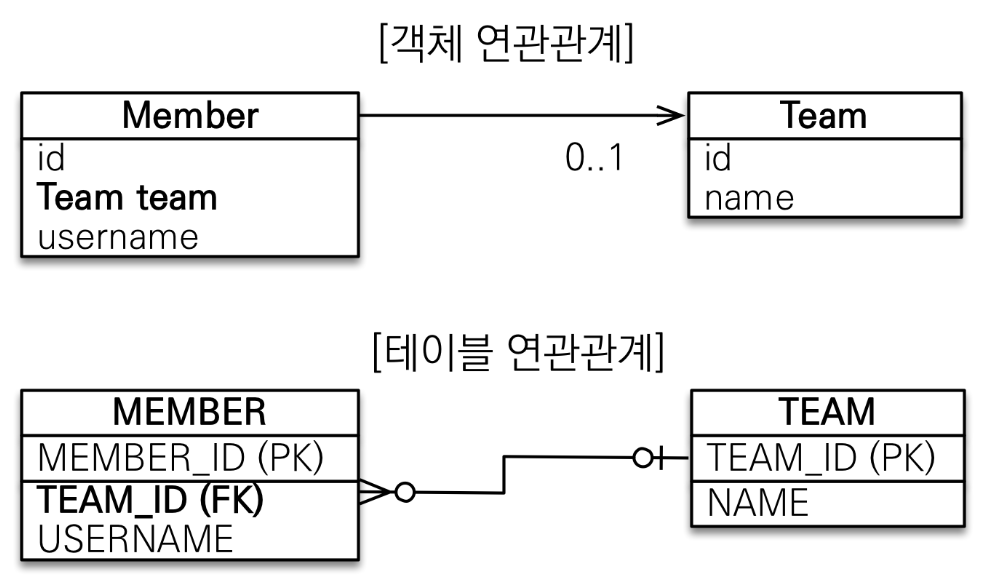 [객체 연관관계]
Member
id
Team team
username
0..1
Team
id
name
[테이블 연관관계]
MEMBER
MEMBER_ID (PK)
TEAM_ID (FK)
USERNAME
TEAM
TEAM_ID (PK)
NAME